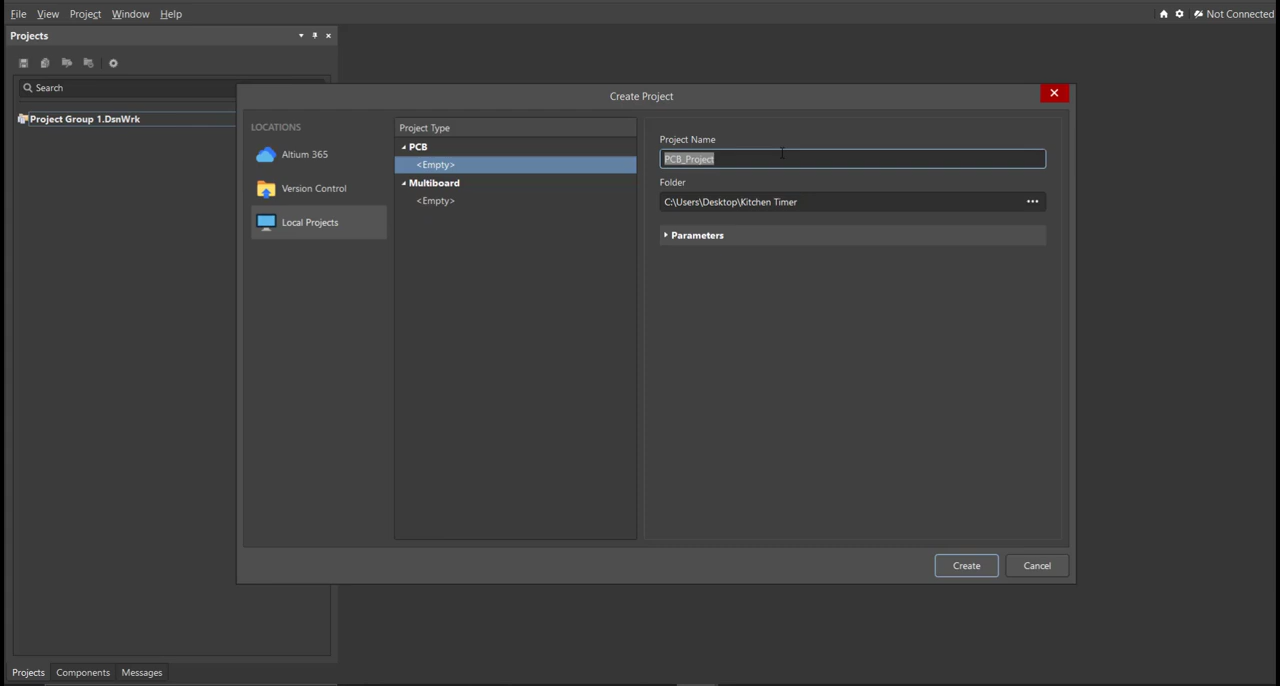 File View Project Window Help
Not Connected
Projects
Search
Project Group 1.DsnWrk
Create Project
LOCATIONS
Altium 365
Version Control
Local Projects
Project Type
PCB
<Empty>
Multiboard
<Empty>
Project Name
PCB_Project
Folder
C:\Users\Desktop\Kitchen Timer
Parameters
Create Cancel
Projects Components Messages